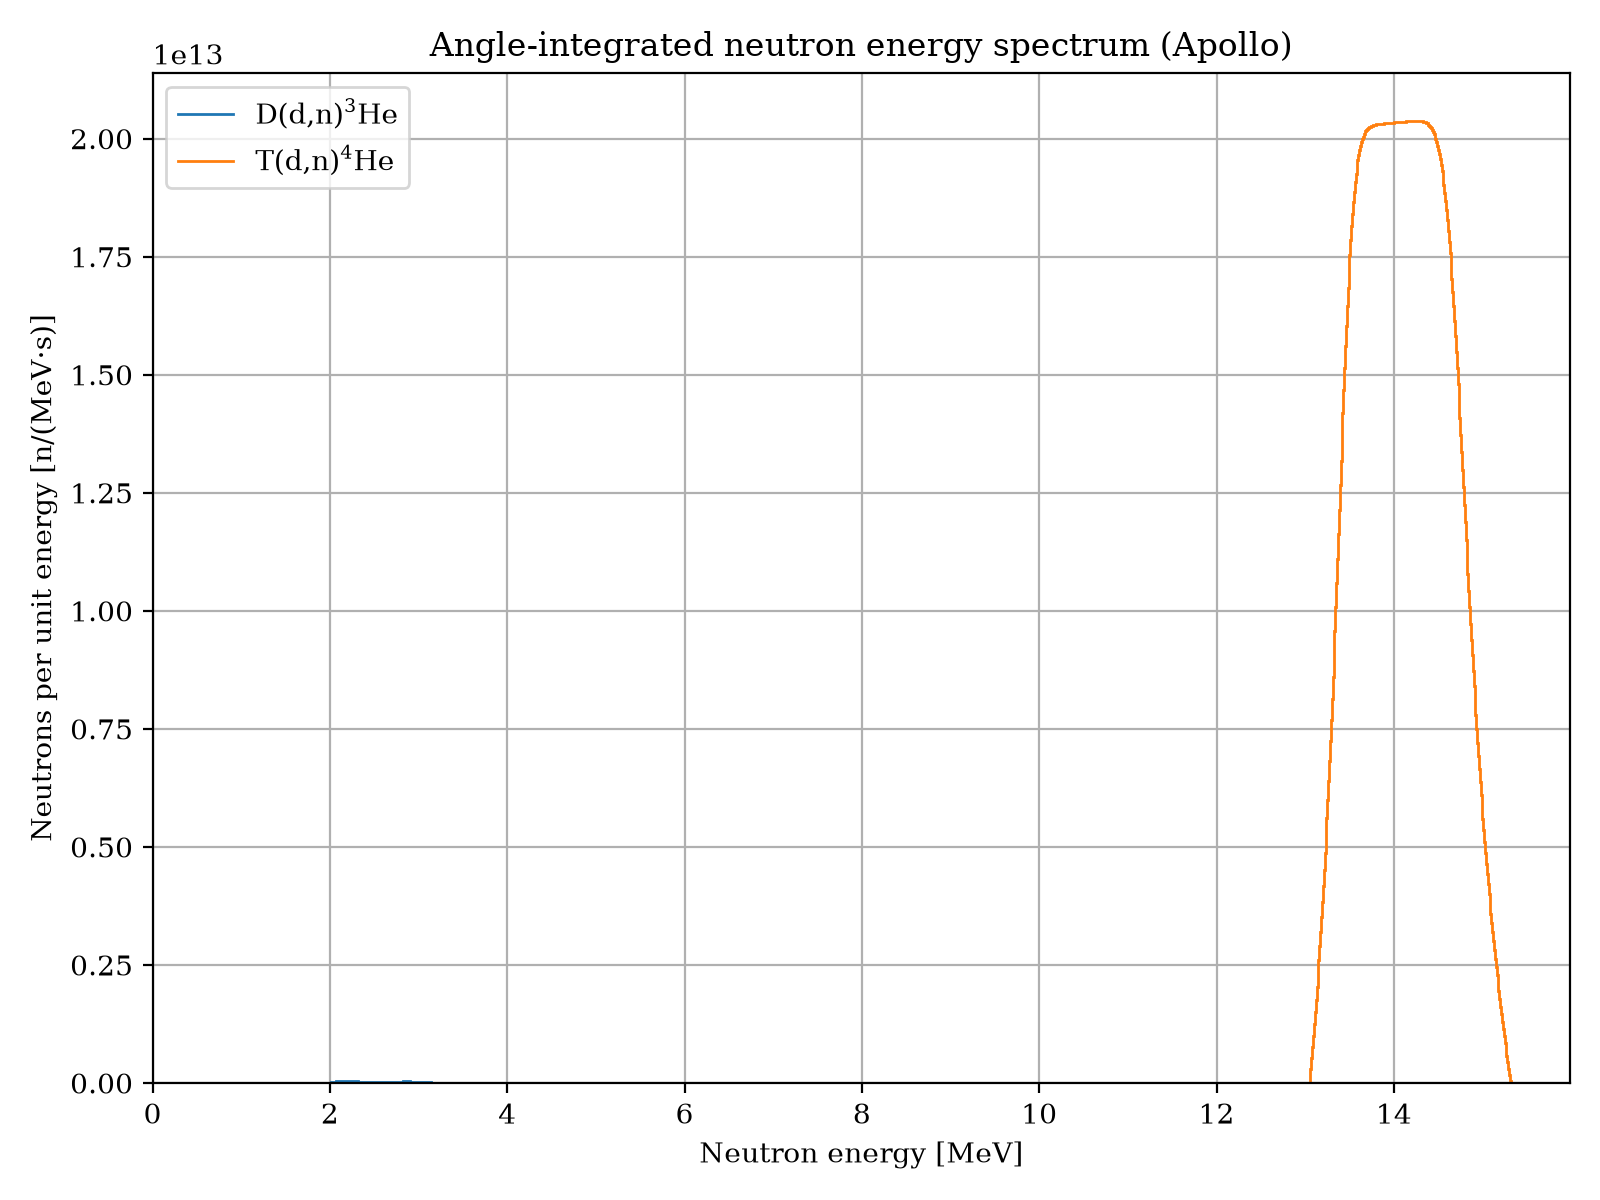 Angle-integrated neutron energy spectrum (Apollo)
1e13
D(d,n)³He
T(d,n)⁴He
2.00
1.75
1.50
1.25
1.00
0.75
0.50
0.25
0.00
Neutrons per unit energy [n/(MeV·s)]
0 2 4 6 8 10 12 14
Neutron energy [MeV]